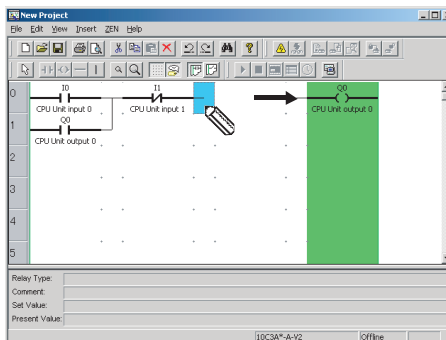 New Project
File Edit View Insert ZEN Help
0
I0 I1 Q0
CPU Unit input 0 CPU Unit input 1 CPU Unit output 0
1
Q0
CPU Unit output 0
2
3
4
5
Relay Type:
Comment:
Set Value:
Present Value:
10C3A*-A-V2 Offline